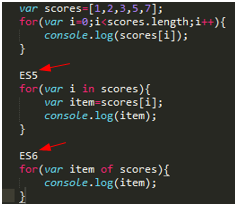 var scores=[1,2,3,5,7];
for(var i=0;i<scores.length;i++){
console.log(scores[i]);
}
ES5
for(var i in scores){
var item=scores[i];
console.log(item);
}
ES6
for(var item of scores){
console.log(item);
}